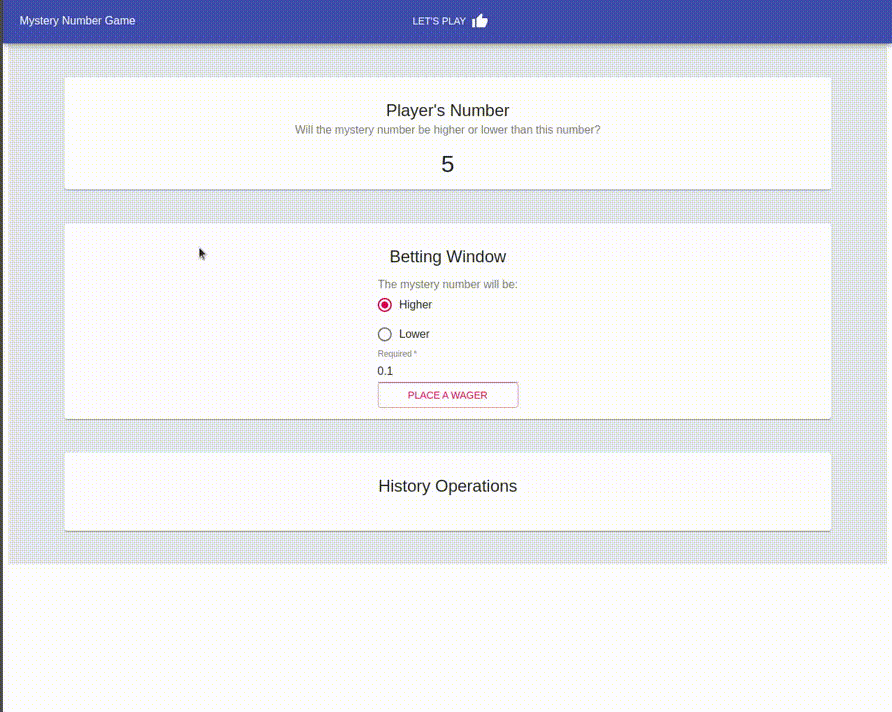 Mystery Number Game
LET'S PLAY
Player's Number
Will the mystery number be higher or lower than this number?
5
Betting Window
The mystery number will be:
Higher
Lower
Required *
0.1
PLACE A WAGER
History Operations